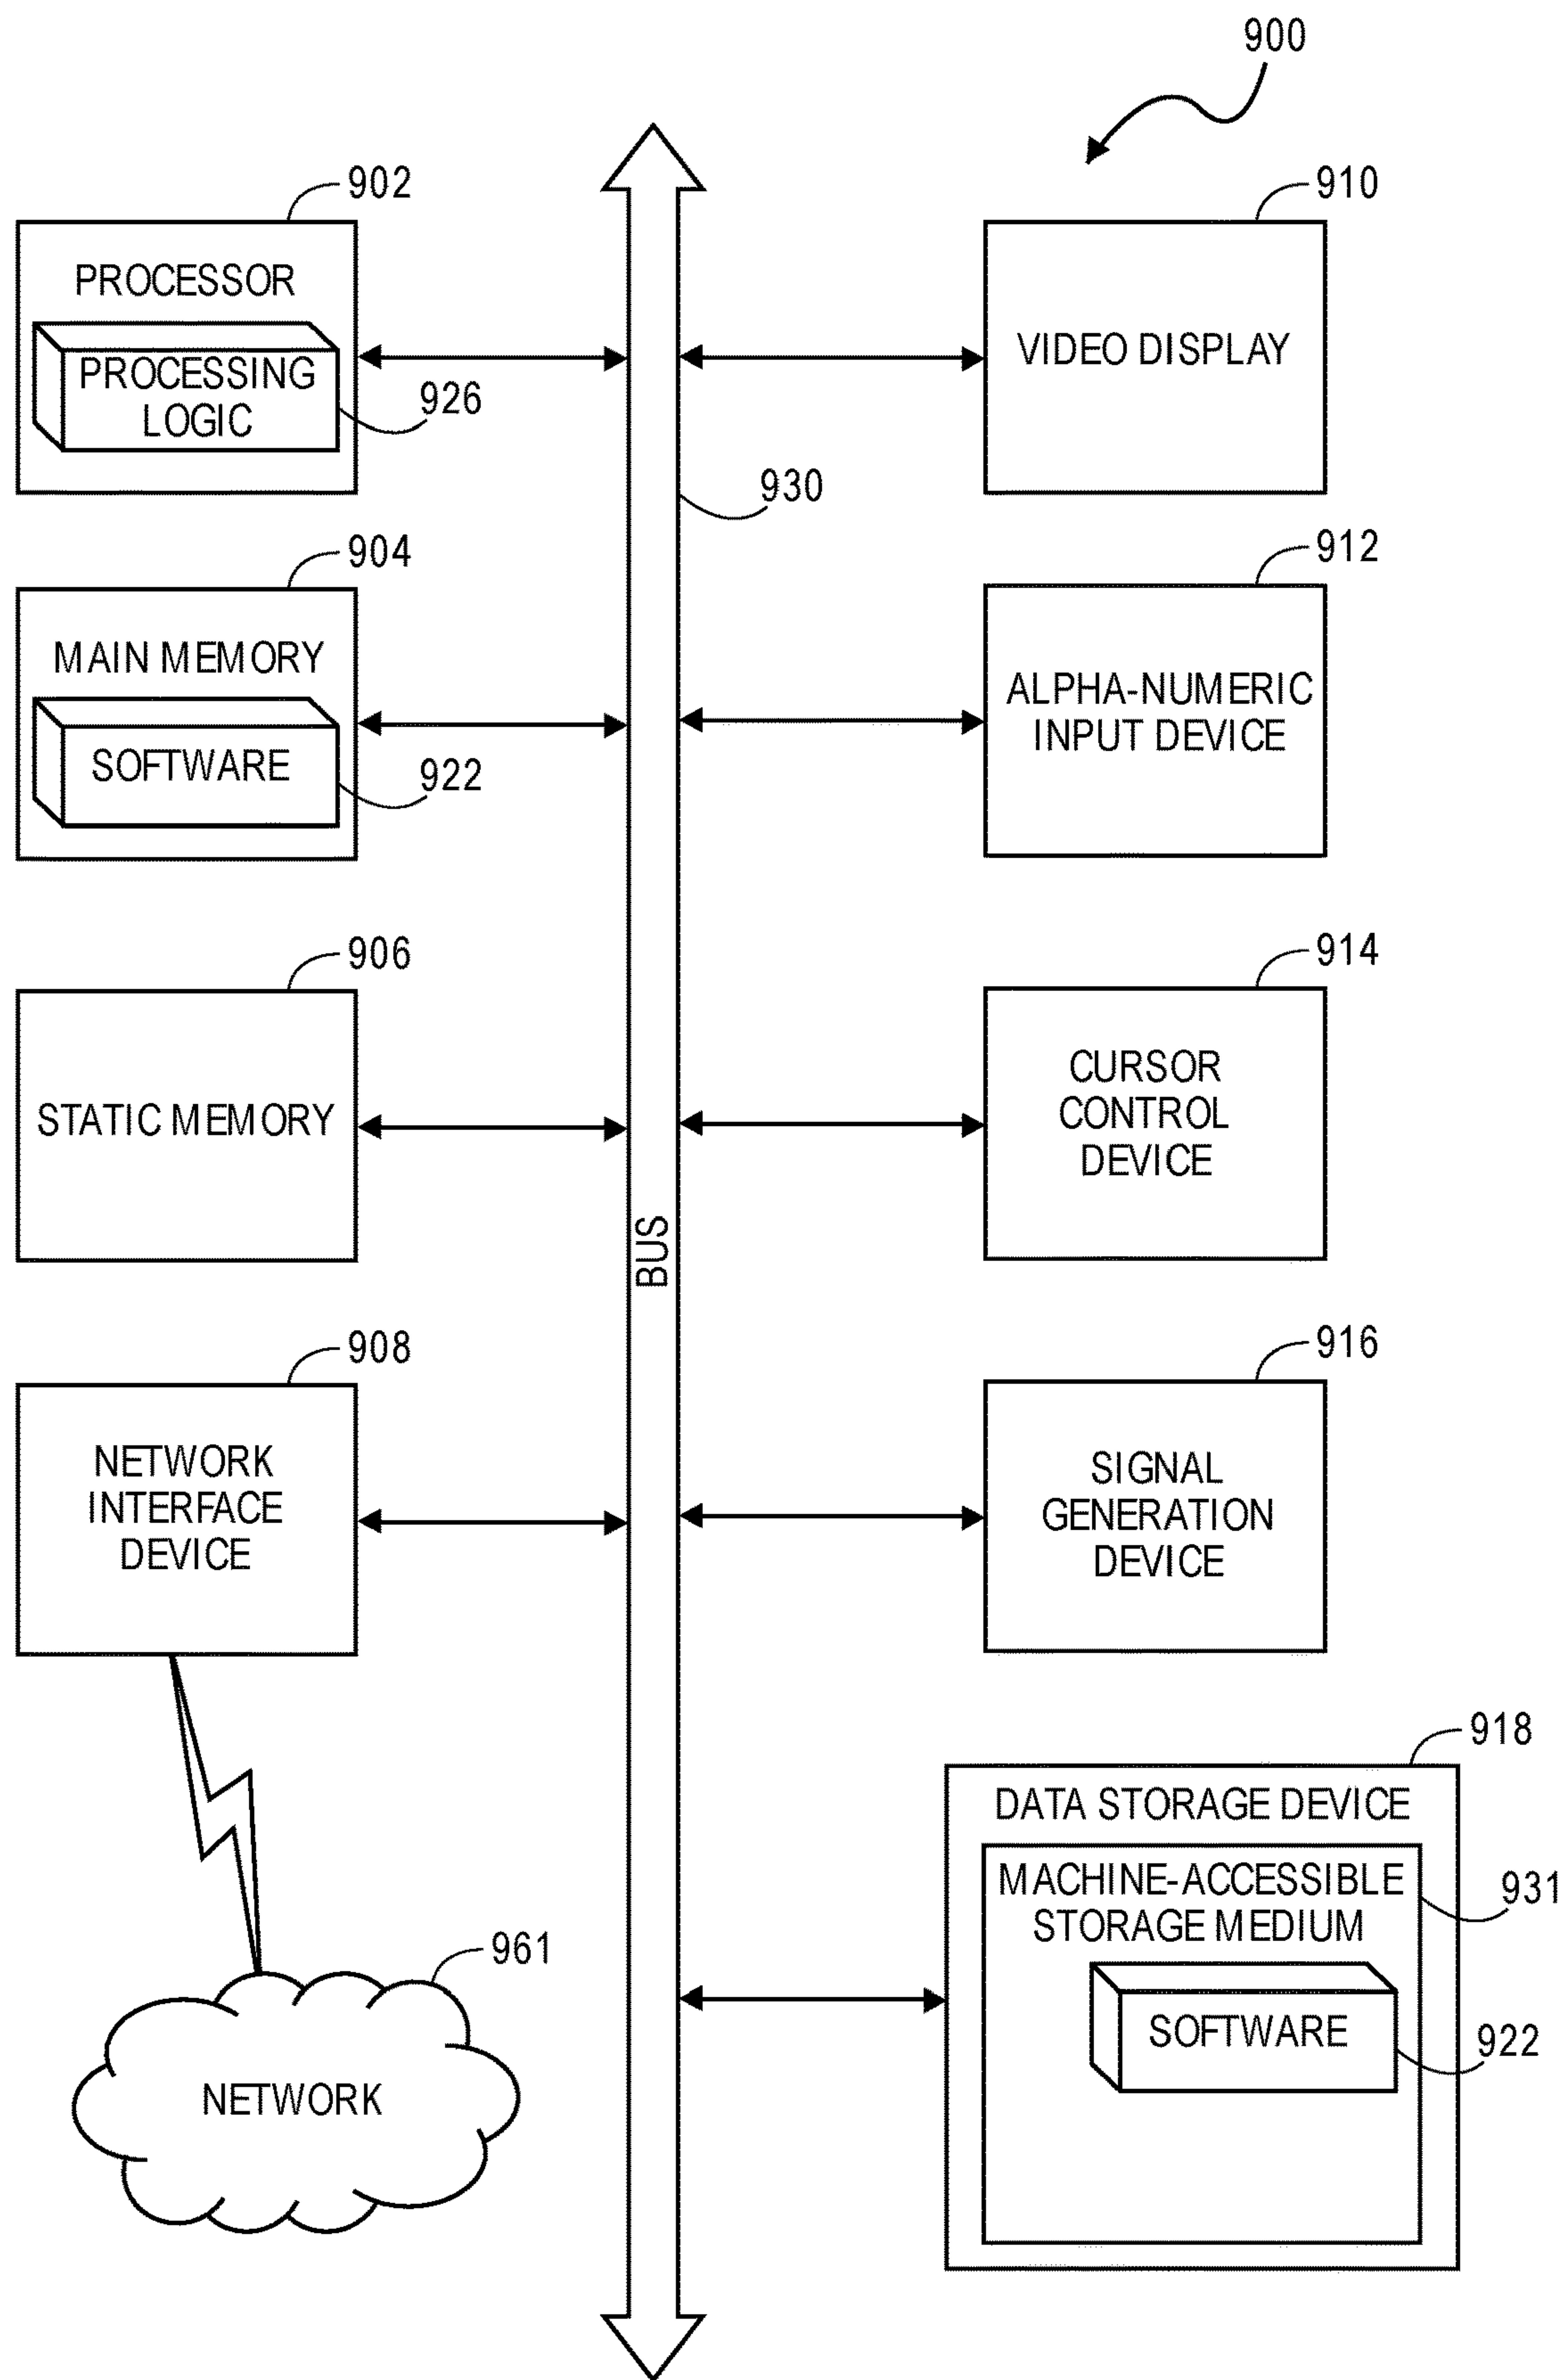 900
902
PROCESSOR
PROCESSING
LOGIC
926
910
VIDEO DISPLAY
930
904
MAIN MEMORY
SOFTWARE
922
912
ALPHA-NUMERIC
INPUT DEVICE
906
STATIC MEMORY
914
CURSOR
CONTROL
DEVICE
BUS
908
NETWORK
INTERFACE
DEVICE
916
SIGNAL
GENERATION
DEVICE
918
DATA STORAGE DEVICE
MACHINE-ACCESSIBLE
STORAGE MEDIUM
931
SOFTWARE
922
961
NETWORK